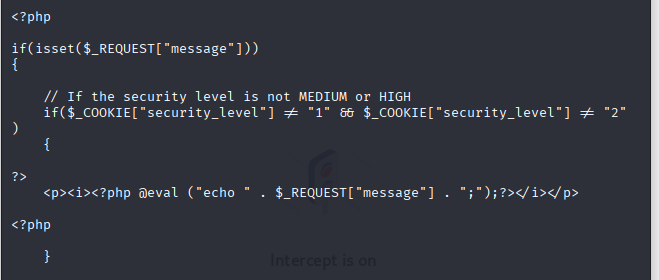 <?php
if(isset($_REQUEST["message"]))
{
// If the security level is not MEDIUM or HIGH
if($_COOKIE["security_level"] != "1" && $_COOKIE["security_level"] != "2"
)
{
?>
<p><i><?php @eval ("echo " . $_REQUEST["message"] . ";");?></i></p>
<?php
}
Intercept is on